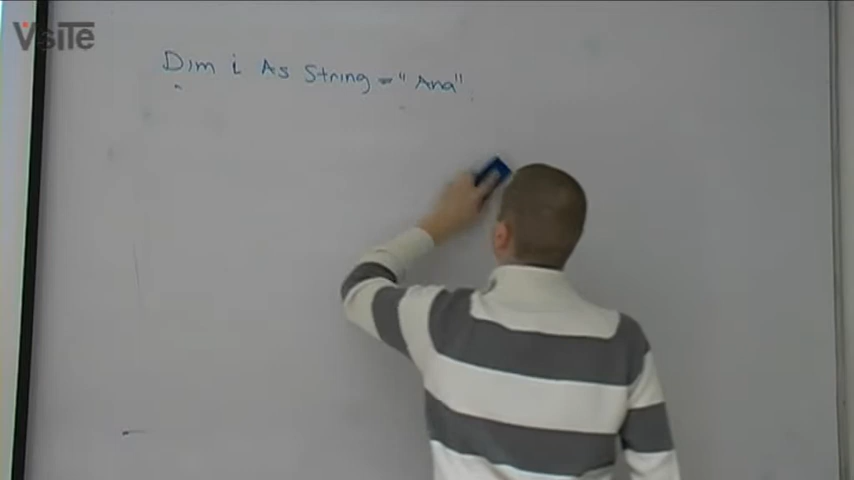 VsiTe
Dim i As String = "Ana"